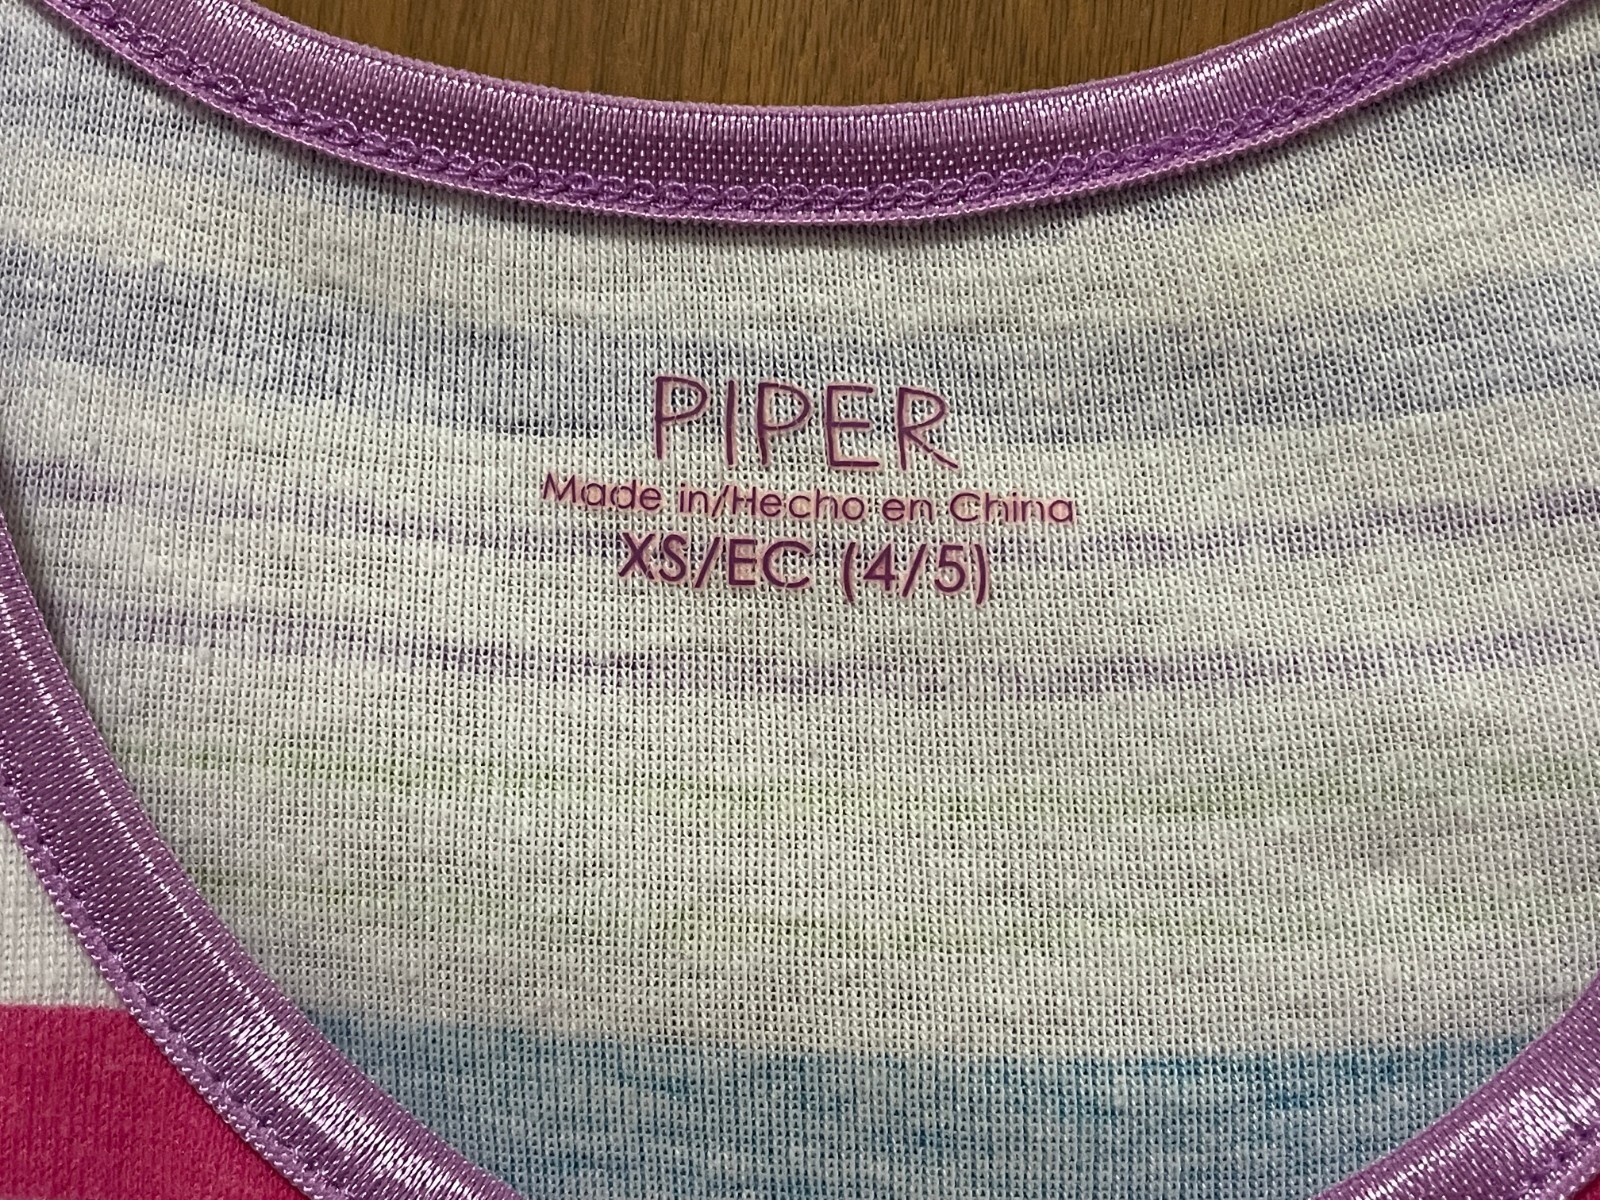 PIPER
Made in/Hecho en China
XS/EC (4/5)